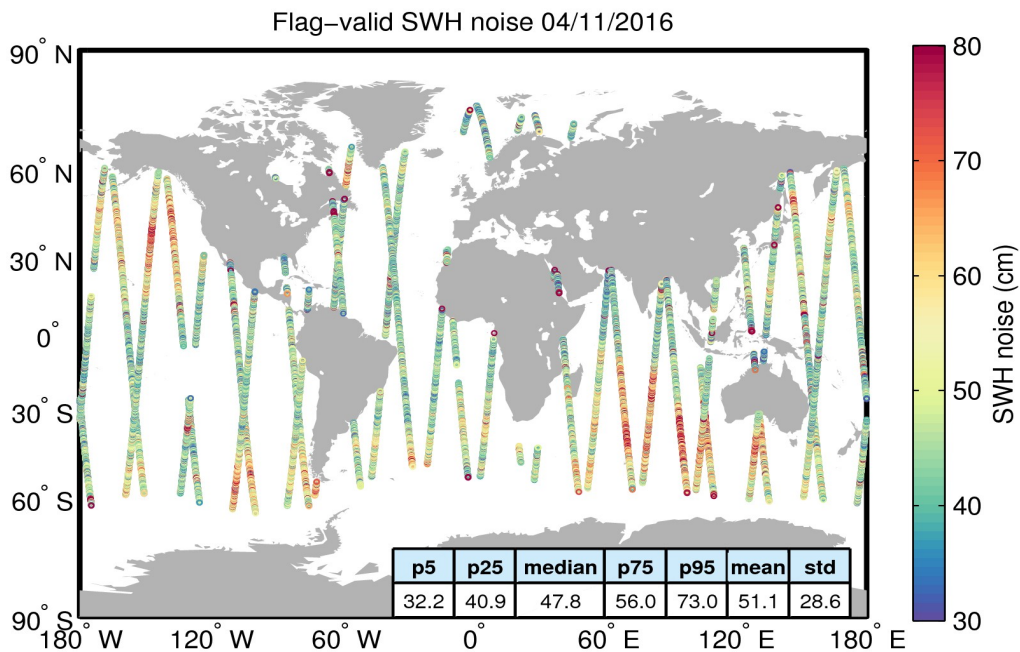 Flag−valid SWH noise 04/11/2016
90° N
60° N
30° N
0°
30° S
60° S
90° S
180° W
120° W
60° W
0°
60° E
120° E
180° E
p5 p25 median p75 p95 mean std
32.2 40.9 47.8 56.0 73.0 51.1 28.6
80
70
60
50
40
30
SWH noise (cm)